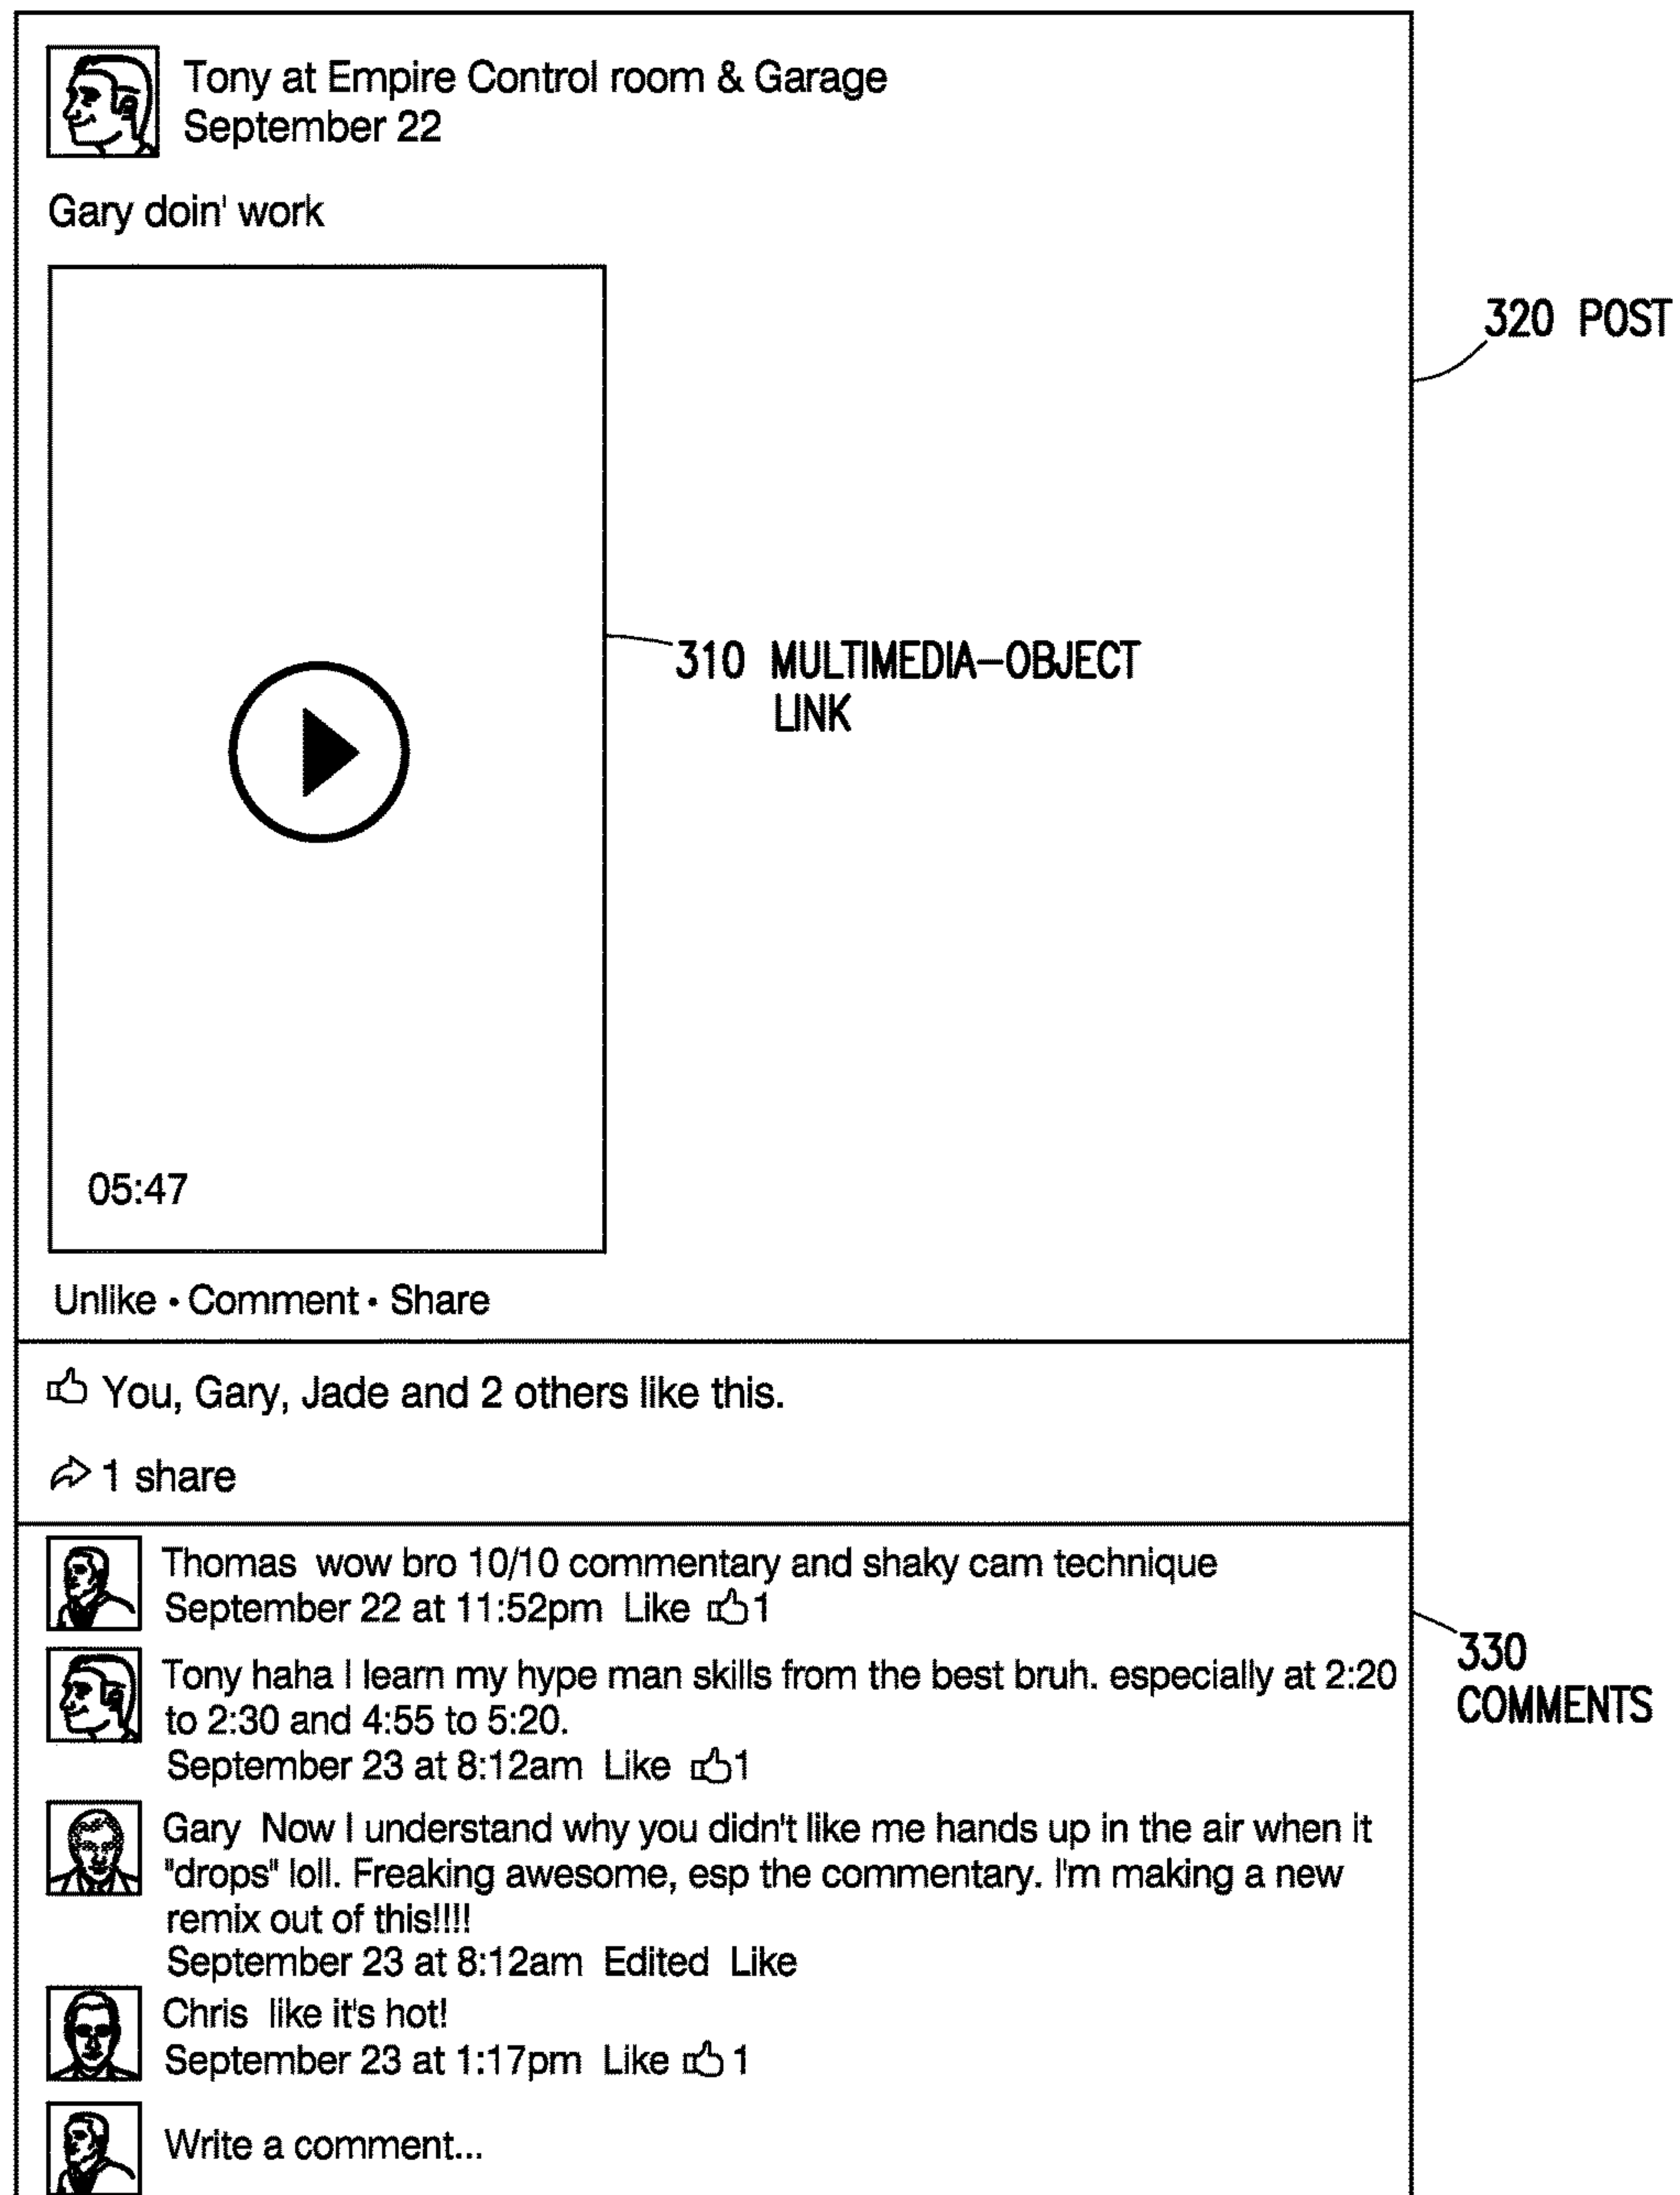 Tony at Empire Control room & Garage
September 22
Gary doin' work
320 POST
310 MULTIMEDIA-OBJECT
LINK
05:47
Unlike • Comment • Share
You, Gary, Jade and 2 others like this.
1 share
Thomas wow bro 10/10 commentary and shaky cam technique
September 22 at 11:52pm Like 1
Tony haha I learn my hype man skills from the best bruh. especially at 2:20
to 2:30 and 4:55 to 5:20.
September 23 at 8:12am Like 1
330
COMMENTS
Gary Now I understand why you didn't like me hands up in the air when it
"drops" loll. Freaking awesome, esp the commentary. I'm making a new
remix out of this!!!!
September 23 at 8:12am Edited Like
Chris like it's hot!
September 23 at 1:17pm Like 1
Write a comment...